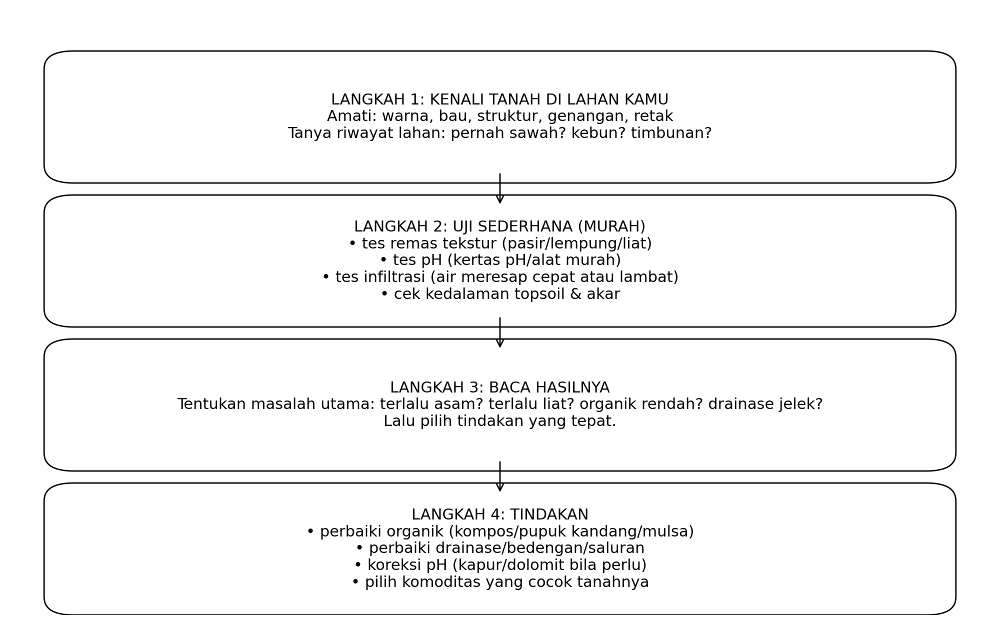 LANGKAH 1: KENALI TANAH DI LAHAN KAMU
Amati: warna, bau, struktur, genangan, retak
Tanya riwayat lahan: pernah sawah? kebun? timbunan?
LANGKAH 2: UJI SEDERHANA (MURAH)
• tes remas tekstur (pasir/lempung/liat)
• tes pH (kertas pH/alat murah)
• tes infiltrasi (air meresap cepat atau lambat)
• cek kedalaman topsoil & akar
LANGKAH 3: BACA HASILNYA
Tentukan masalah utama: terlalu asam? terlalu liat? organik rendah? drainase jelek?
Lalu pilih tindakan yang tepat.
LANGKAH 4: TINDAKAN
• perbaiki organik (kompos/pupuk kandang/mulsa)
• perbaiki drainase/bedengan/saluran
• koreksi pH (kapur/dolomit bila perlu)
• pilih komoditas yang cocok tanahnya